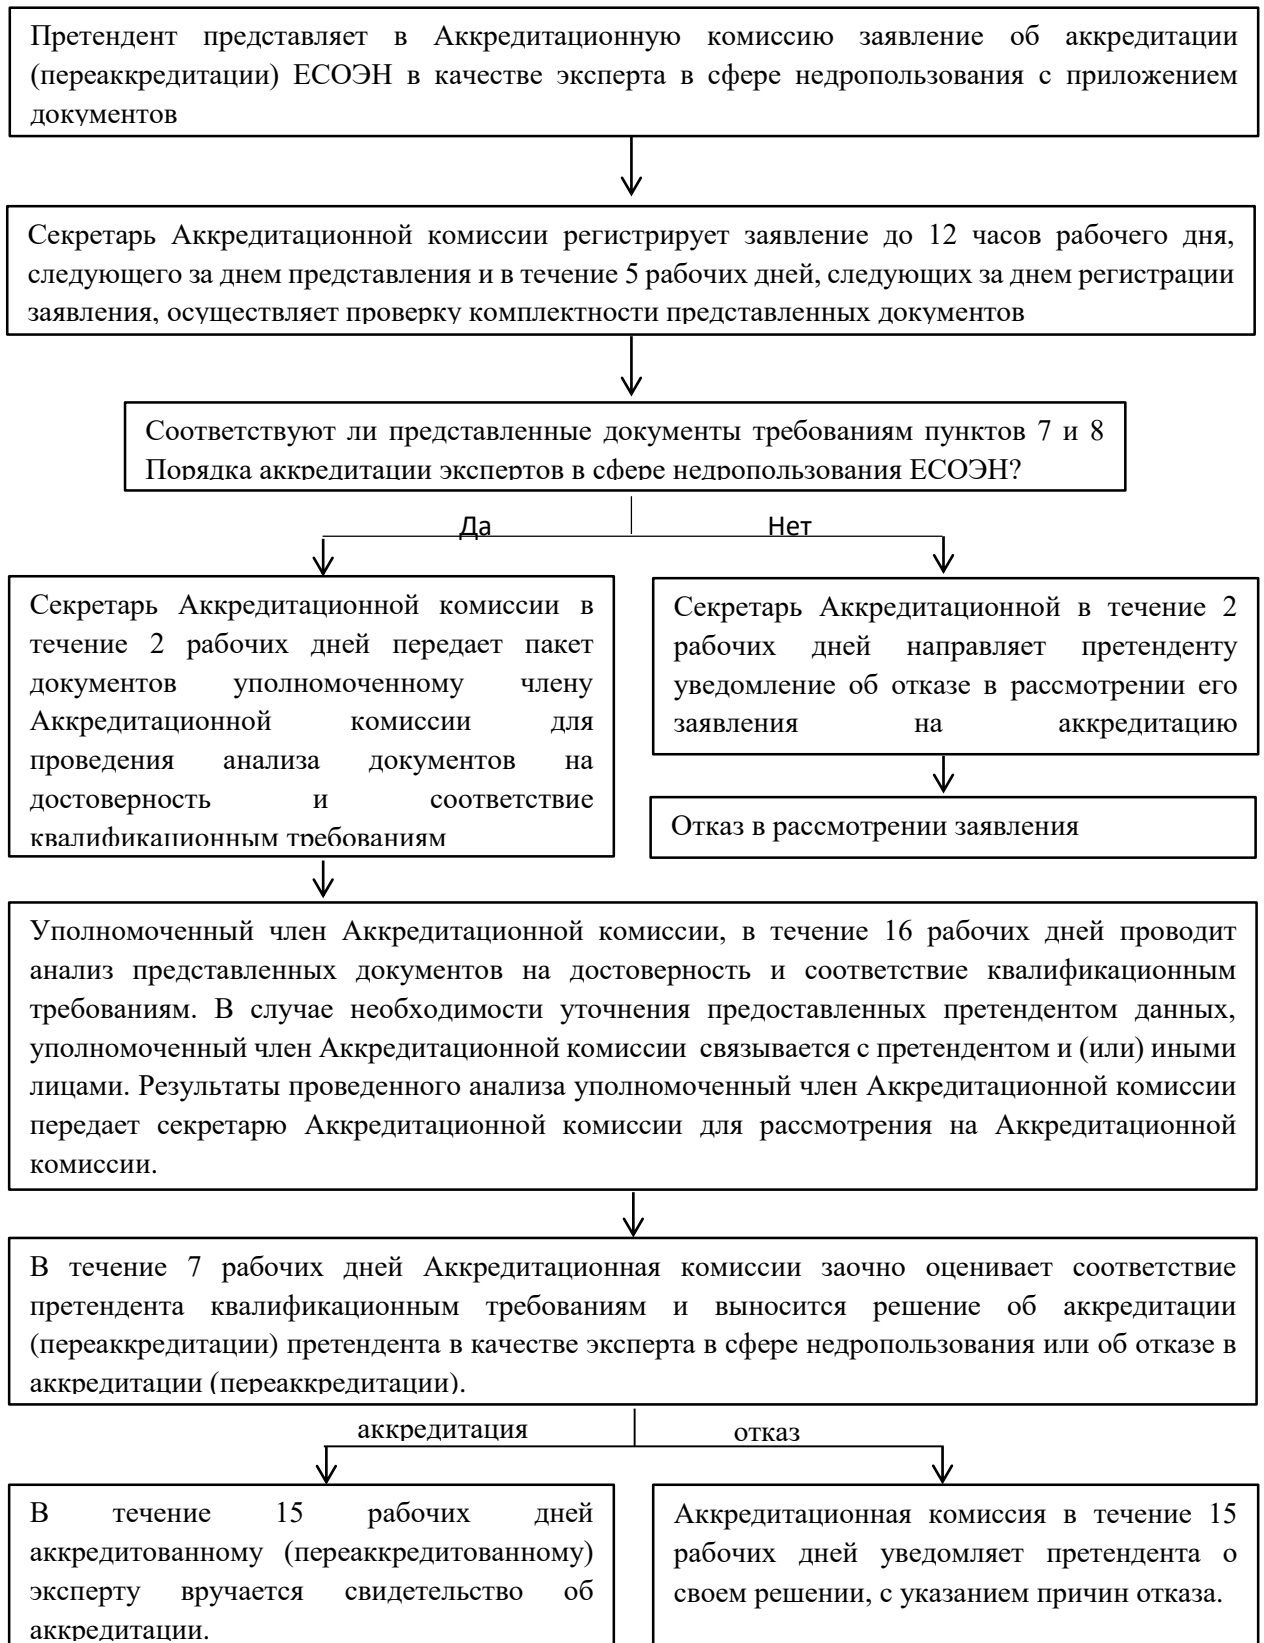 Претендент представляет в Аккредитационную комиссию заявление об аккредитации
(переаккредитации) ЕСОЭН в качестве эксперта в сфере недропользования с приложением
документов
Секретарь Аккредитационной комиссии регистрирует заявление до 12 часов рабочего дня,
следующего за днем представления и в течение 5 рабочих дней, следующих за днем регистрации
заявления, осуществляет проверку комплектности представленных документов
Соответствуют ли представленные документы требованиям пунктов 7 и 8
Порядка аккредитации экспертов в сфере недропользования ЕСОЭН?
Да
Нет
Секретарь Аккредитационной комиссии в
течение 2 рабочих дней передает пакет
документов уполномоченному члену
Аккредитационной комиссии для
проведения анализа документов на
достоверность и соответствие
квалификационным требованиям
Секретарь Аккредитационной в течение 2
рабочих дней направляет претенденту
уведомление об отказе в рассмотрении его
заявления на аккредитацию
Отказ в рассмотрении заявления
Уполномоченный член Аккредитационной комиссии, в течение 16 рабочих дней проводит
анализ представленных документов на достоверность и соответствие квалификационным
требованиям. В случае необходимости уточнения предоставленных претендентом данных,
уполномоченный член Аккредитационной комиссии связывается с претендентом и (или) иными
лицами. Результаты проведенного анализа уполномоченный член Аккредитационной комиссии
передает секретарю Аккредитационной комиссии для рассмотрения на Аккредитационной
комиссии.
В течение 7 рабочих дней Аккредитационная комиссии заочно оценивает соответствие
претендента квалификационным требованиям и выносится решение об аккредитации
(переаккредитации) претендента в качестве эксперта в сфере недропользования или об отказе в
аккредитации (переаккредитации).
аккредитация
отказ
В течение 15 рабочих дней
аккредитованному (переаккредитованному)
эксперту вручается свидетельство об
аккредитации.
Аккредитационная комиссия в течение 15
рабочих дней уведомляет претендента о
своем решении, с указанием причин отказа.